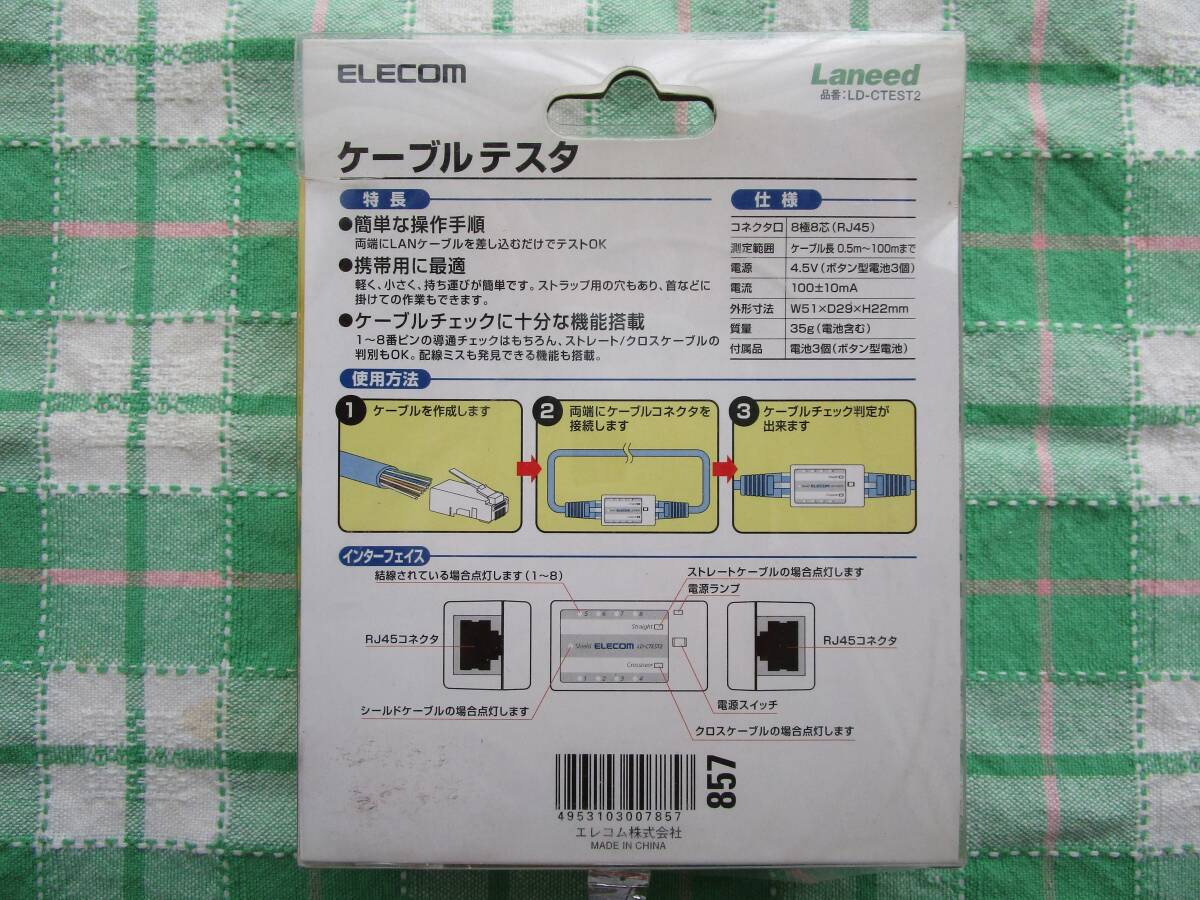 ELECOM
Laneed
品番:LD-CTEST2
ケーブルテスタ
特長
●簡単な操作手順
両端にLANケーブルを差し込むだけでテストOK
●携帯用に最適
軽く、小さく、持ち運びが簡単です。ストラップ用の穴もあり、首などに
掛けての作業もできます。
●ケーブルチェックに十分な機能搭載
1～8番ピンの導通チェックはもちろん、ストレート/クロスケーブルの
判別もOK。配線ミスも発見できる機能も搭載。
仕様
コネクタ口 8極8芯(RJ45)
測定範囲 ケーブル長 0.5m～100mまで
電源 4.5V(ボタン型電池3個)
電流 100±10mA
外形寸法 W51×D29×H22mm
質量 35g(電池含む)
付属品 電池3個(ボタン型電池)
使用方法
1 ケーブルを作成します
2 両端にケーブルコネクタを
接続します
3 ケーブルチェック判定が
出来ます
ELECOM
ELECOM
インターフェイス
結線されている場合点灯します(1～8)
ストレートケーブルの場合点灯します
電源ランプ
RJ45コネクタ
5 6 7 8
Straight
Shield ELECOM LD-CTEST2
Crossover
1 2 3 4
RJ45コネクタ
シールドケーブルの場合点灯します
電源スイッチ
クロスケーブルの場合点灯します
4953103007857
857
エレコム株式会社
MADE IN CHINA